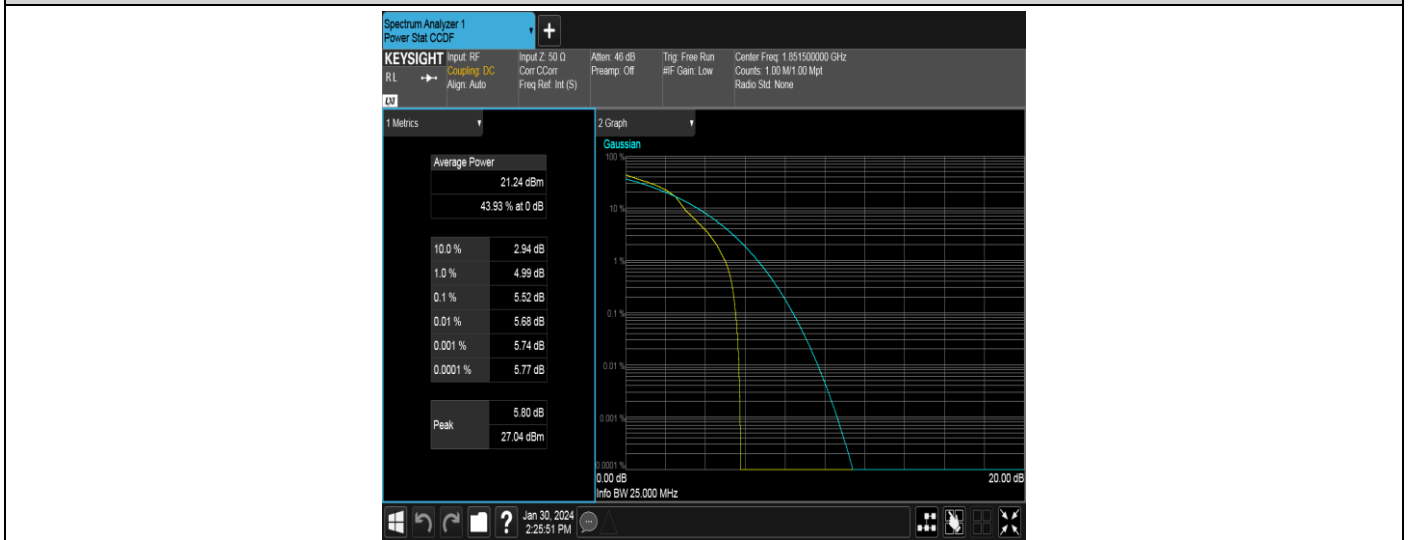 Spectrum Analyzer 1
Power Stat CCDF
+
KEYSIGHT
RL
LXI
Input: RF
Coupling: DC
Align: Auto
Input Z: 50 Ω
Corr CCorr
Freq Ref: Int (S)
Atten: 46 dB
Preamp: Off
Trig: Free Run
#IF Gain: Low
Center Freq: 1.851500000 GHz
Counts: 1.00 M/1.00 Mpt
Radio Std: None
1 Metrics
Average Power
21.24 dBm
43.93 % at 0 dB
10.0 % 2.94 dB
1.0 % 4.99 dB
0.1 % 5.52 dB
0.01 % 5.68 dB
0.001 % 5.74 dB
0.0001 % 5.77 dB
Peak
5.80 dB
27.04 dBm
2 Graph
Gaussian
100 %
10 %
1 %
0.1 %
0.01 %
0.001 %
0.0001 %
0.00 dB 20.00 dB
Info BW 25.000 MHz
?
Jan 30, 2024
2:25:51 PM